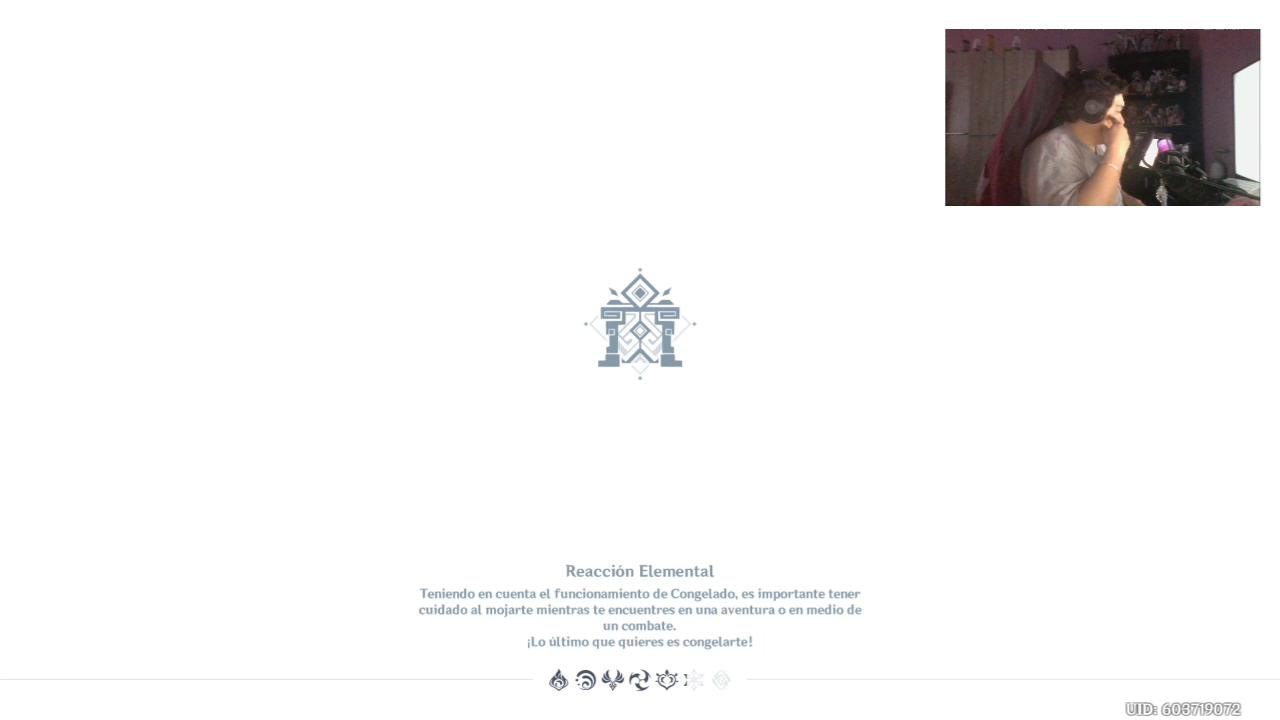 Reacción Elemental
Teniendo en cuenta el funcionamiento de Congelado, es importante tener
cuidado al mojarte mientras te encuentres en una aventura o en medio de
un combate.
¡Lo último que quieres es congelarte!
UID: 603719072